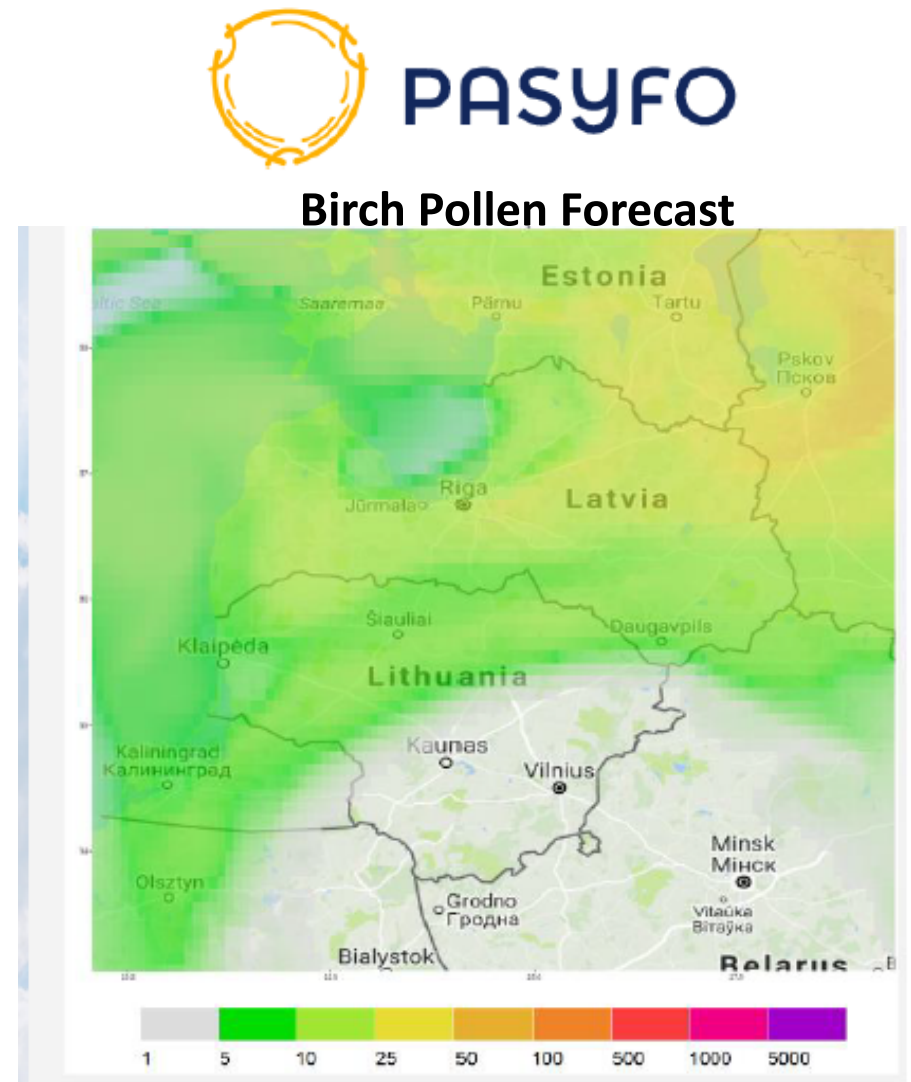 PASYFO
Birch Pollen Forecast
Estonia
ltic Sea
Saaremaa
Pärnu
Tartu
Pskov
Псков
Riga
Jūrmala
Latvia
Šiauliai
Daugavpils
Klaipėda
Lithuania
Kaliningrad
Калининград
Kaunas
Vilnius
Minsk
Мінск
Olsztyn
Grodno
Гродна
Vitaŭka
Вітаўка
Bialystok
Belarus
1 5 10 25 50 100 500 1000 5000